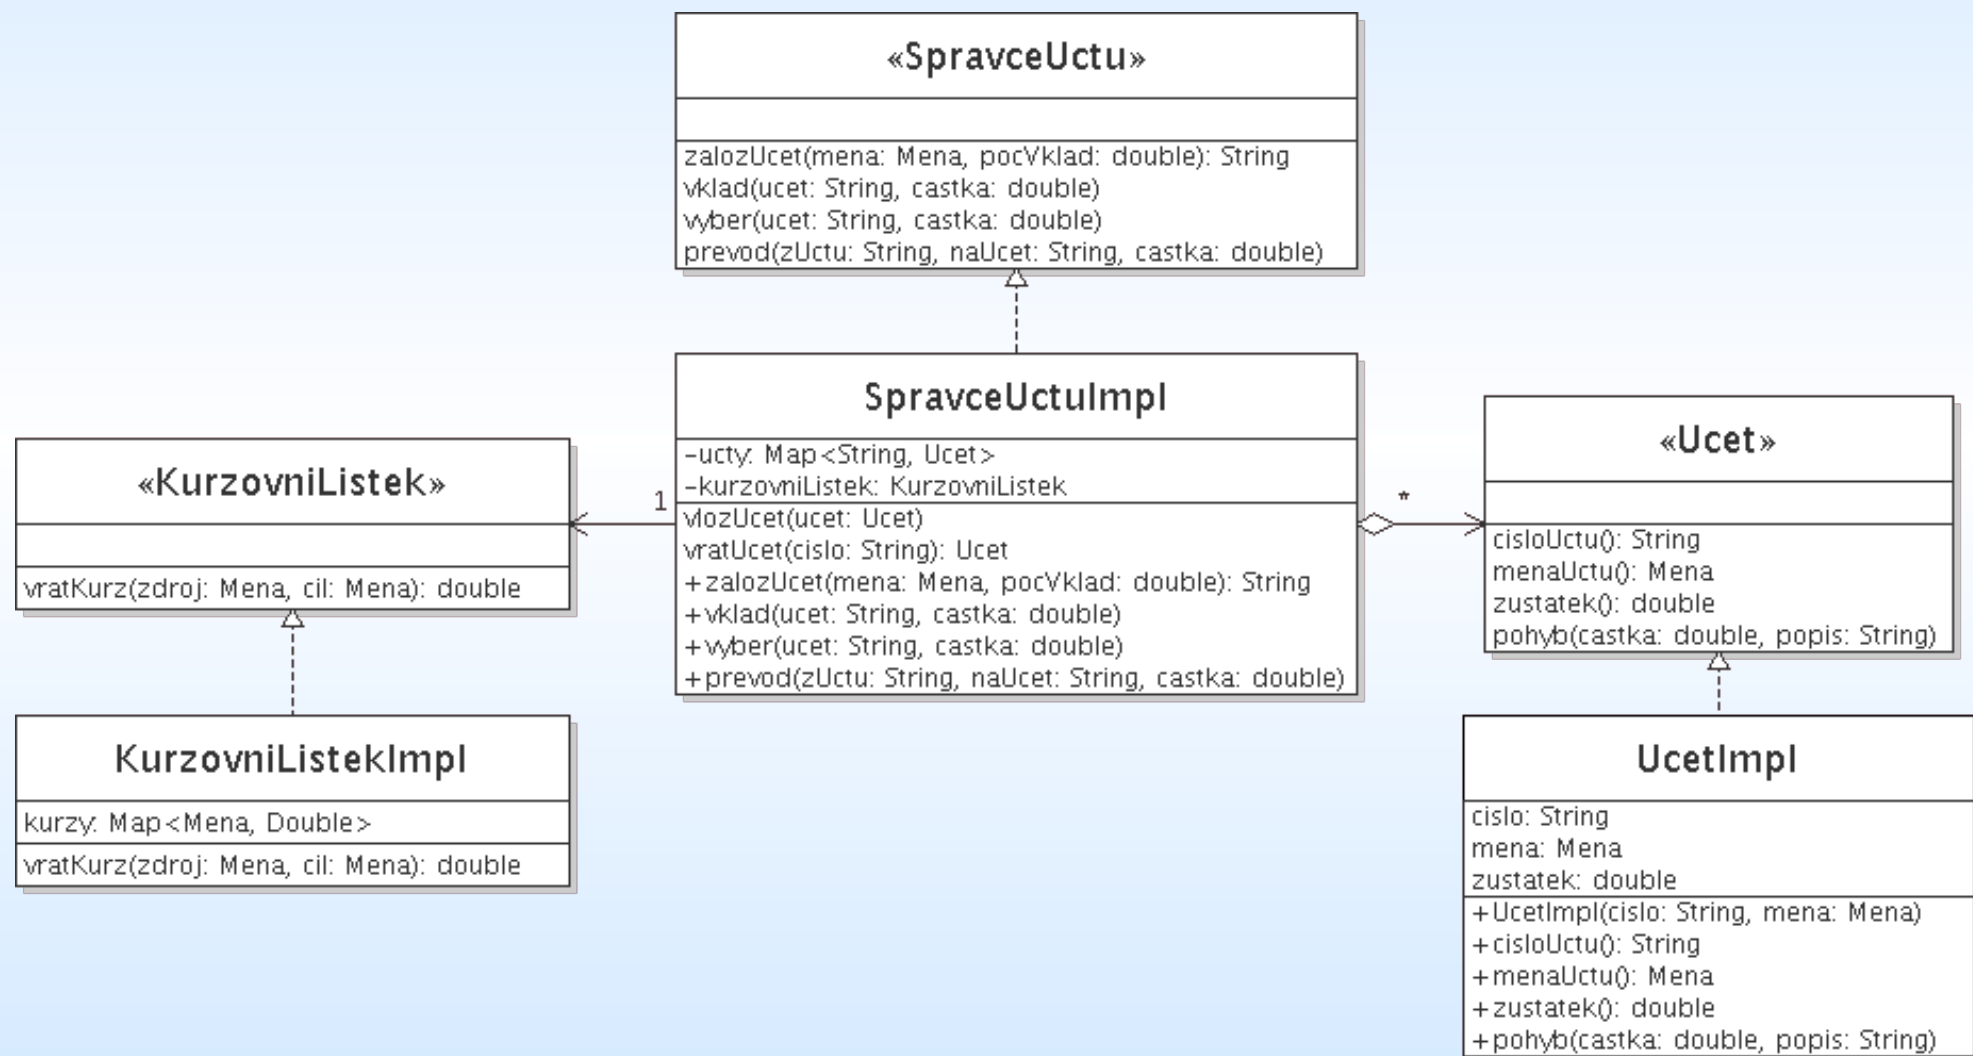 «SpravceUctu»
zalozUcet(mena: Mena, pocVklad: double): String
vklad(ucet: String, castka: double)
vyber(ucet: String, castka: double)
prevod(zUctu: String, naUcet: String, castka: double)
SpravceUctuImpl
-ucty: Map<String, Ucet>
-kurzovniListek: KurzovniListek
vlozUcet(ucet: Ucet)
vratUcet(cislo: String): Ucet
+zalozUcet(mena: Mena, pocVklad: double): String
+vklad(ucet: String, castka: double)
+vyber(ucet: String, castka: double)
+prevod(zUctu: String, naUcet: String, castka: double)
1
*
«KurzovniListek»
vratKurz(zdroj: Mena, cil: Mena): double
KurzovniListekImpl
kurzy: Map<Mena, Double>
vratKurz(zdroj: Mena, cil: Mena): double
«Ucet»
cisloUctu(): String
menaUctu(): Mena
zustatek(): double
pohyb(castka: double, popis: String)
UcetImpl
cislo: String
mena: Mena
zustatek: double
+UcetImpl(cislo: String, mena: Mena)
+cisloUctu(): String
+menaUctu(): Mena
+zustatek(): double
+pohyb(castka: double, popis: String)